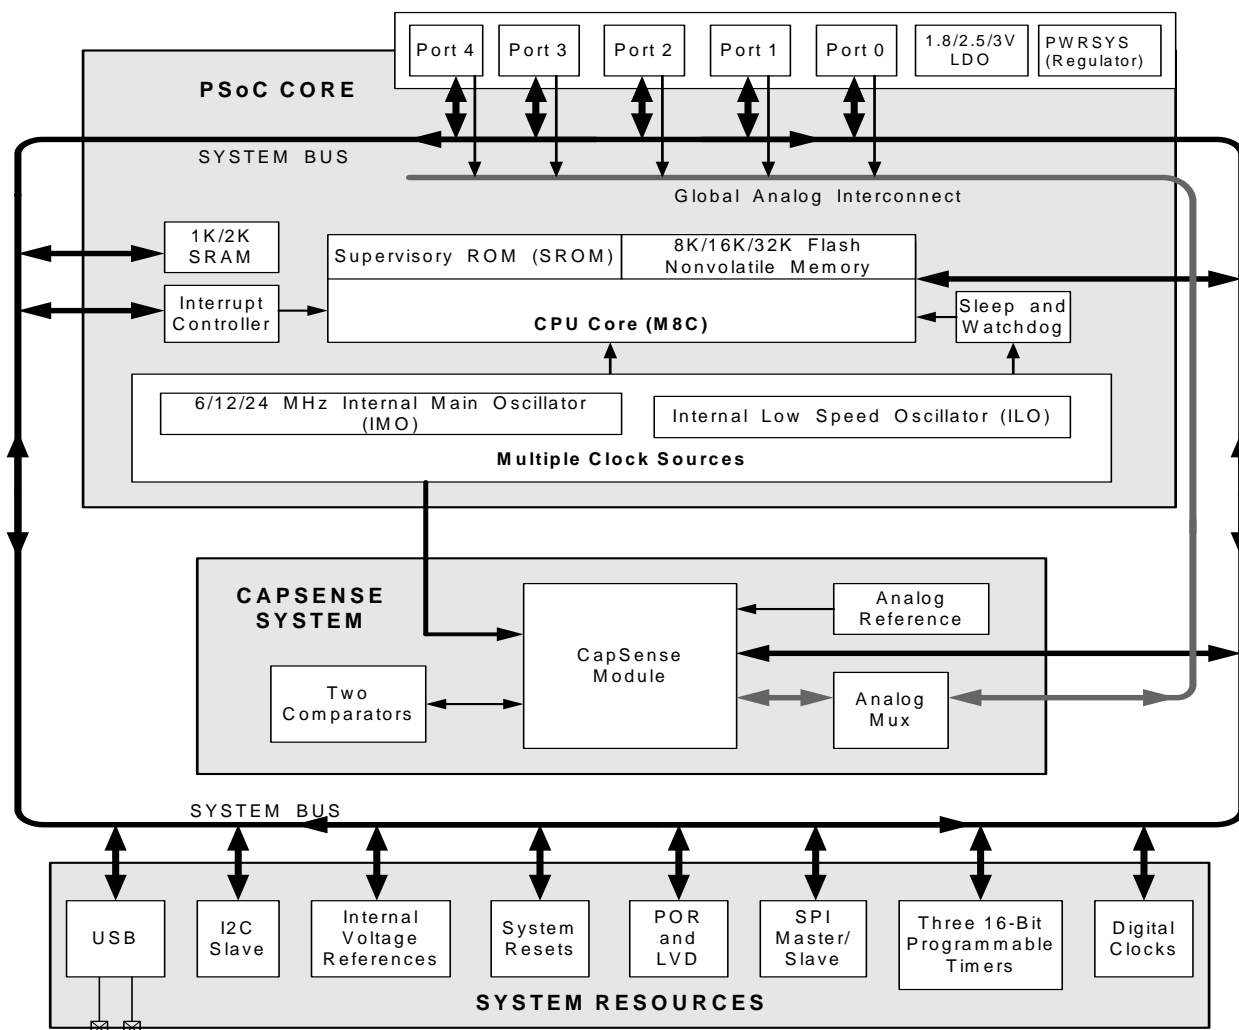 Port 4
Port 3
Port 2
Port 1
Port 0
1.8/2.5/3V
LDO
PWRSYS
(Regulator)
PSoC CORE
SYSTEM BUS
Global Analog Interconnect
1K/2K
SRAM
Supervisory ROM (SROM)
8K/16K/32K Flash
Nonvolatile Memory
Interrupt
Controller
CPU Core (M8C)
Sleep and
Watchdog
6/12/24 MHz Internal Main Oscillator
(IMO)
Internal Low Speed Oscillator (ILO)
Multiple Clock Sources
CAPSENSE
SYSTEM
Analog
Reference
CapSense
Module
Two
Comparators
Analog
Mux
SYSTEM BUS
USB
I2C
Slave
Internal
Voltage
References
System
Resets
POR
and
LVD
SPI
Master/
Slave
Three 16-Bit
Programmable
Timers
Digital
Clocks
SYSTEM RESOURCES